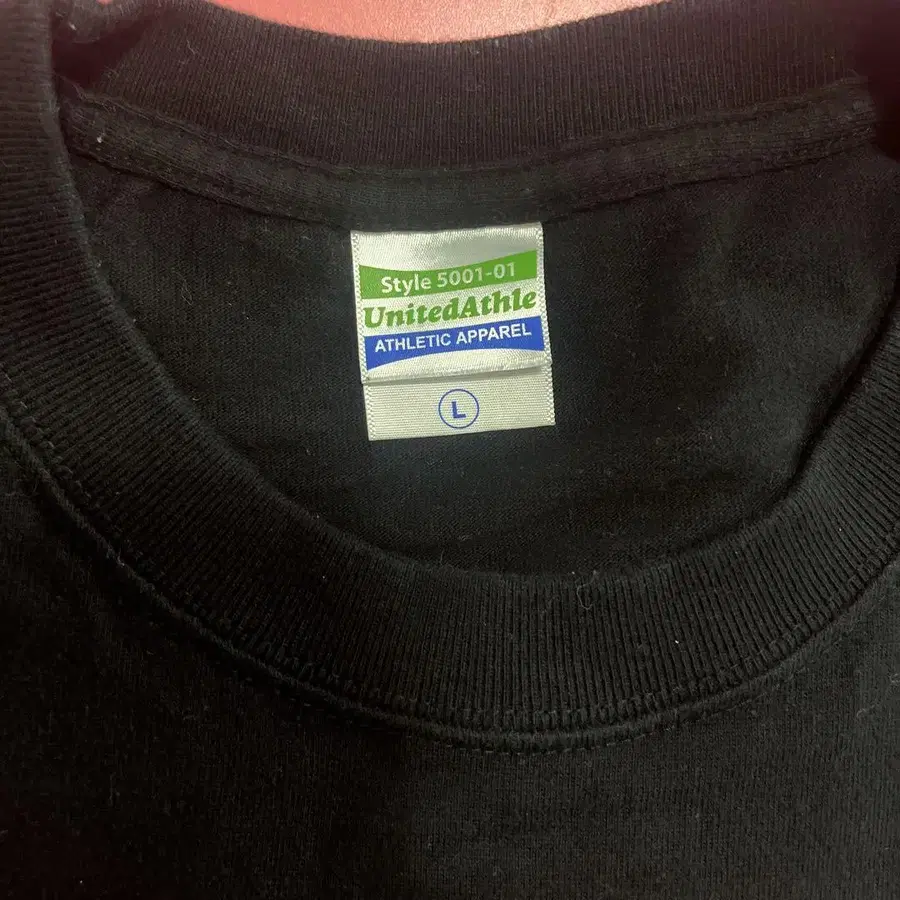 Style 5001-01
UnitedAthle
ATHLETIC APPAREL
L